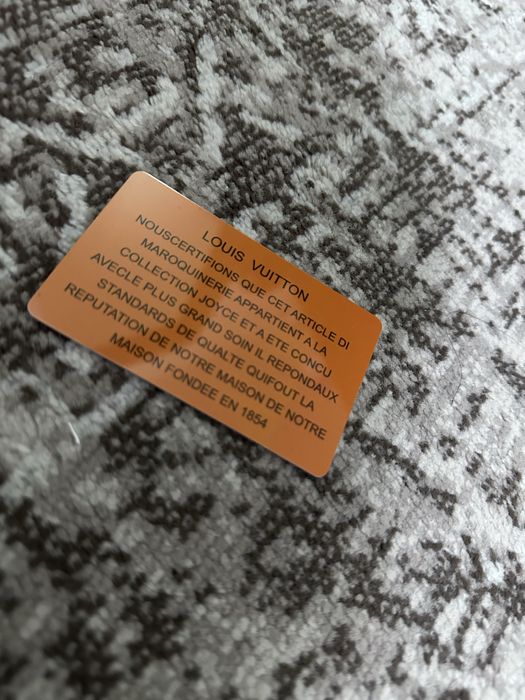 LOUIS VUITTON
NOUSCERTIFIONS QUE CET ARTICLE DI
MAROQUINERIE APPARTIENT A LA
COLLECTION JOYCE ET A ETE CONCU
AVECLE PLUS GRAND SOIN IL REPONDAUX
STANDARDS DE QUALTE QUIFOUT LA
REPUTATION DE NOTRE MAISON DE NOTRE
MAISON FONDEE EN 1854